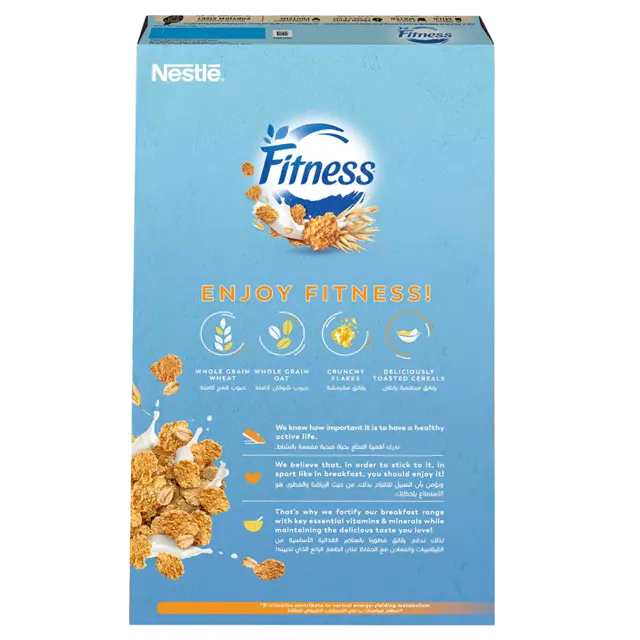 Fitness
Nestlé
Fitness
ENJOY FITNESS!
WHOLE GRAIN
WHEAT
حبوب قمح كاملة
WHOLE GRAIN
OAT
حبوب شوفان كاملة
CRUNCHY
FLAKES
رقائق مقرمشة
DELICIOUSLY
TOASTED CEREALS
رقائق محمصة بإتقان
We know how important it is to have a healthy
active life.
ندرك أهمية التمتع بحياة صحية مفعمة بالنشاط.
We believe that, in order to stick to it, in
sport like in breakfast, you should enjoy it!
ونؤمن بأن السبيل للالتزام بذلك، من حيث الرياضة والفطور، هو
الاستمتاع بلحظاتك.
That's why we fortify our breakfast range
with key essential vitamins & minerals while
maintaining the delicious taste you love!
لذلك ندعم رقائق فطورنا بالعناصر الغذائية الأساسية من
الفيتامينات والمعادن مع الحفاظ على الطعم الرائع الذي تحبينه!
*B-vitamins contribute to normal energy-yielding metabolism